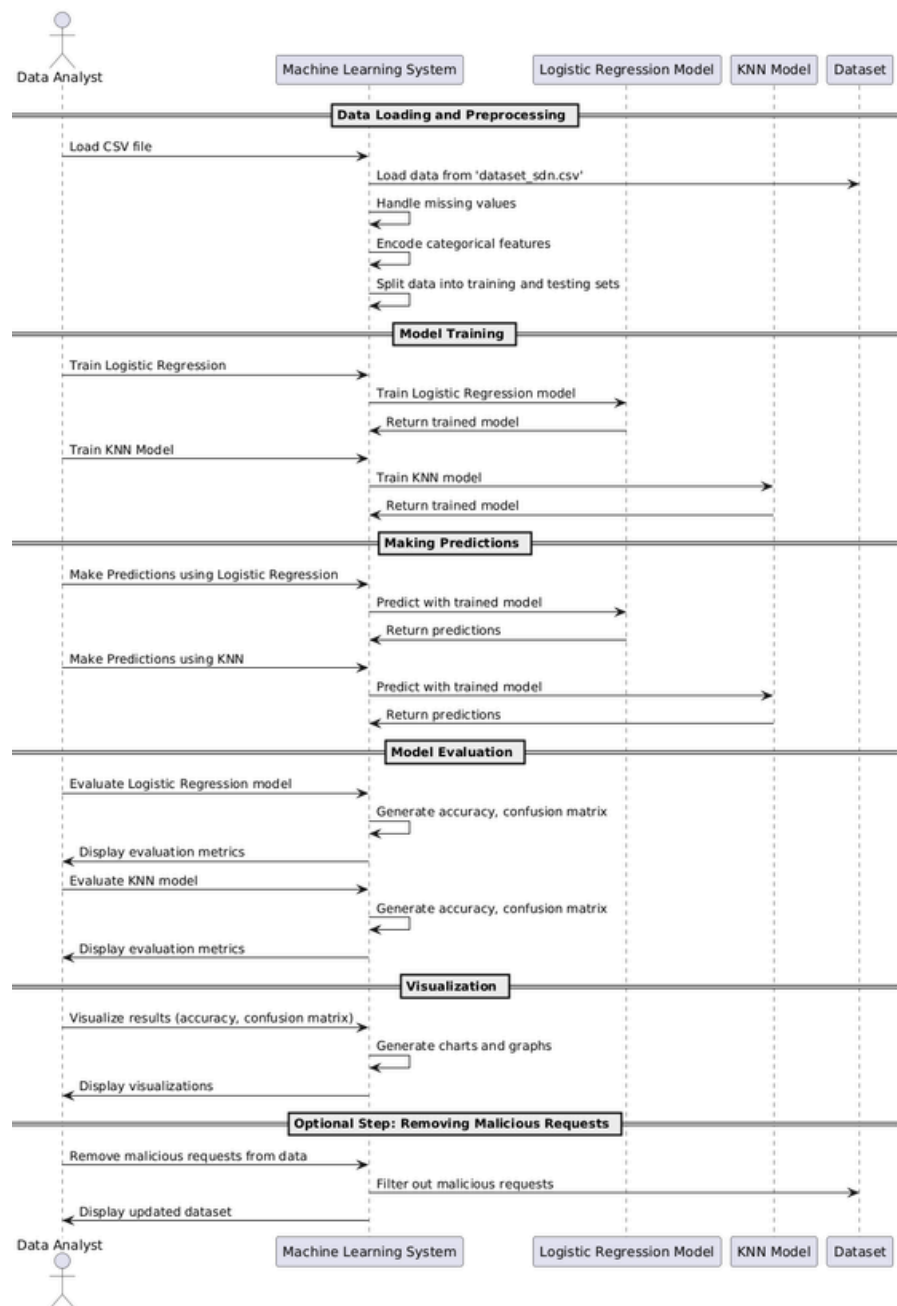 Data Analyst
Machine Learning System
Logistic Regression Model
KNN Model
Dataset
Data Loading and Preprocessing
Load CSV file
Load data from 'dataset_sdn.csv'
Handle missing values
Encode categorical features
Split data into training and testing sets
Model Training
Train Logistic Regression
Train Logistic Regression model
Return trained model
Train KNN Model
Train KNN model
Return trained model
Making Predictions
Make Predictions using Logistic Regression
Predict with trained model
Return predictions
Make Predictions using KNN
Predict with trained model
Return predictions
Model Evaluation
Evaluate Logistic Regression model
Generate accuracy, confusion matrix
Display evaluation metrics
Evaluate KNN model
Generate accuracy, confusion matrix
Display evaluation metrics
Visualization
Visualize results (accuracy, confusion matrix)
Generate charts and graphs
Display visualizations
Optional Step: Removing Malicious Requests
Remove malicious requests from data
Filter out malicious requests
Display updated dataset
Data Analyst
Machine Learning System
Logistic Regression Model
KNN Model
Dataset